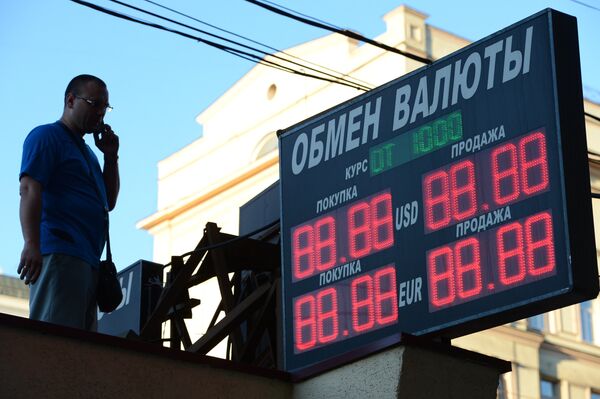 ОБМЕН ВАЛЮТЫ
КУРС ОТ 1000
ПОКУПКА ПРОДАЖА
88.88 USD 88.88
ПОКУПКА ПРОДАЖА
88.88 EUR 88.88